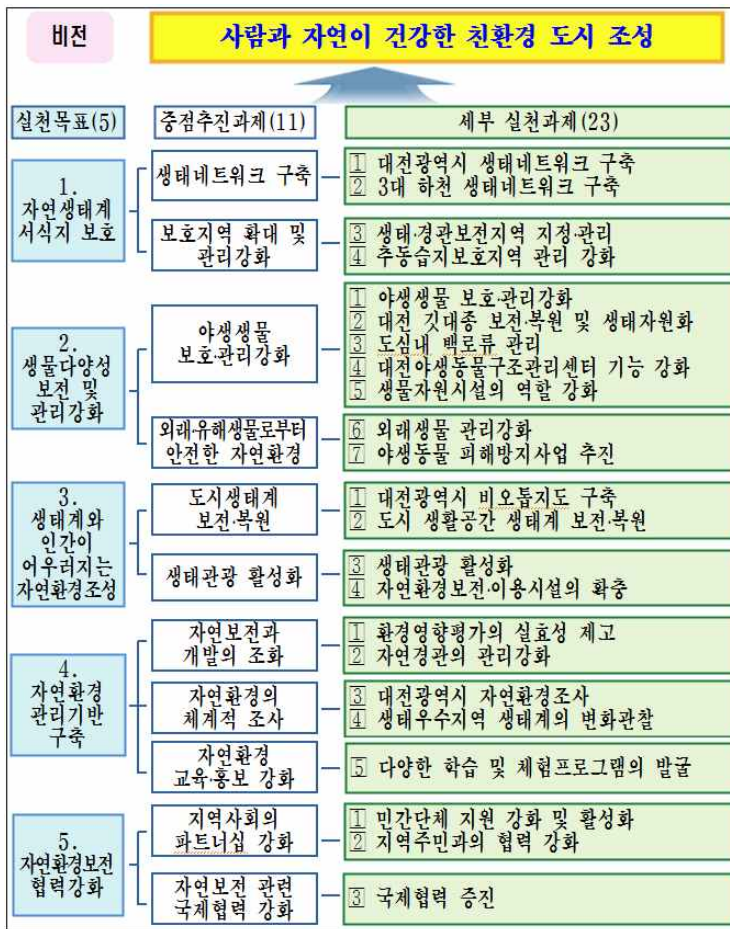 비전
사람과 자연이 건강한 친환경 도시 조성
실천목표(5)
중점추진과제(11)
세부 실천과제(23)
1.
자연생태계
서식지 보호
생태네트워크 구축
1 대전광역시 생태네트워크 구축
2 3대 하천 생태네트워크 구축
보호지역 확대 및
관리강화
3 생태·경관보전지역 지정·관리
4 추동습지보호지역 관리 강화
2.
생물다양성
보전 및
관리강화
야생생물
보호·관리강화
1 야생생물 보호·관리강화
2 대전 깃대종 보전·복원 및 생태자원화
3 도심내 백로류 관리
4 대전야생동물구조관리센터 기능 강화
5 생물자원시설의 역할 강화
외래·유해생물로부터
안전한 자연환경
6 외래생물 관리강화
7 야생동물 피해방지사업 추진
3.
생태계와
인간이
어우러지는
자연환경조성
도시생태계
보전·복원
1 대전광역시 비오톱지도 구축
2 도시 생활공간 생태계 보전·복원
생태관광 활성화
3 생태관광 활성화
4 자연환경보전·이용시설의 확충
4.
자연환경
관리기반
구축
자연보전과
개발의 조화
1 환경영향평가의 실효성 제고
2 자연경관의 관리강화
자연환경의
체계적 조사
3 대전광역시 자연환경조사
4 생태우수지역 생태계의 변화관찰
자연환경
교육·홍보 강화
5 다양한 학습 및 체험프로그램의 발굴
5.
자연환경보전
협력강화
지역사회의
파트너십 강화
1 민간단체 지원 강화 및 활성화
2 지역주민과의 협력 강화
자연보전 관련
국제협력 강화
3 국제협력 증진